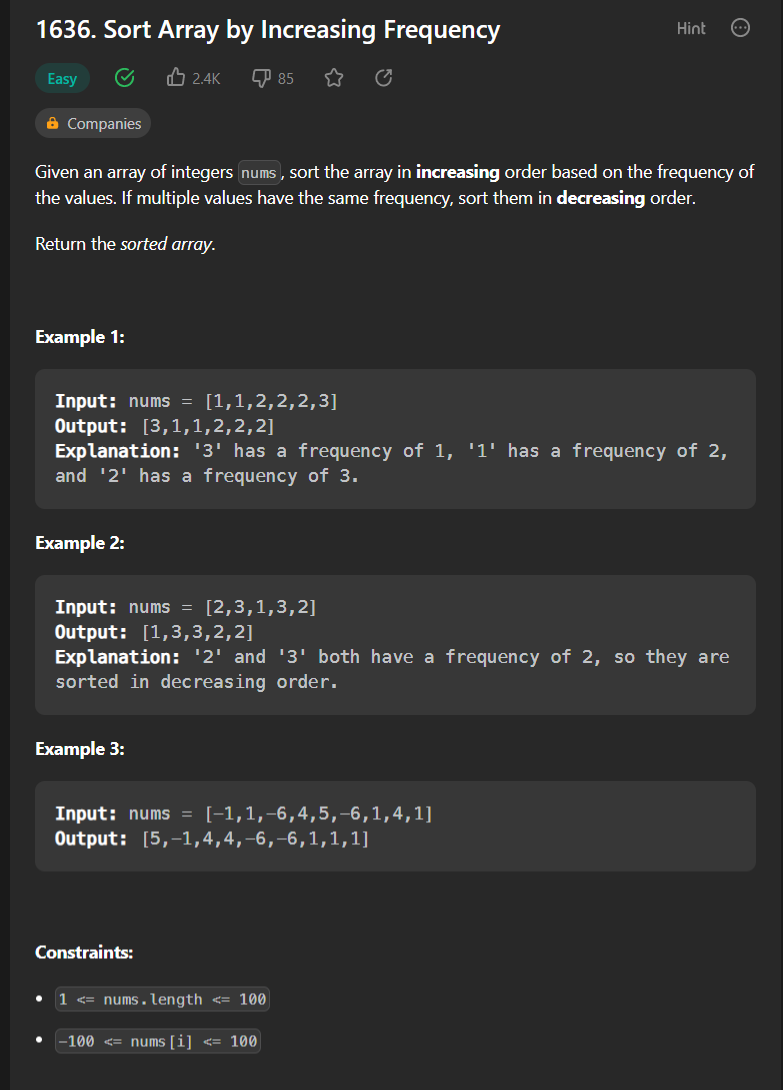 1636. Sort Array by Increasing Frequency
Hint
Easy
2.4K
85
Companies
Given an array of integers nums, sort the array in increasing order based on the frequency of
the values. If multiple values have the same frequency, sort them in decreasing order.
Return the sorted array.
Example 1:
Input: nums = [1,1,2,2,2,3]
Output: [3,1,1,2,2,2]
Explanation: '3' has a frequency of 1, '1' has a frequency of 2,
and '2' has a frequency of 3.
Example 2:
Input: nums = [2,3,1,3,2]
Output: [1,3,3,2,2]
Explanation: '2' and '3' both have a frequency of 2, so they are
sorted in decreasing order.
Example 3:
Input: nums = [-1,1,-6,4,5,-6,1,4,1]
Output: [5,-1,4,4,-6,-6,1,1,1]
Constraints:
• 1 <= nums.length <= 100
• -100 <= nums[i] <= 100